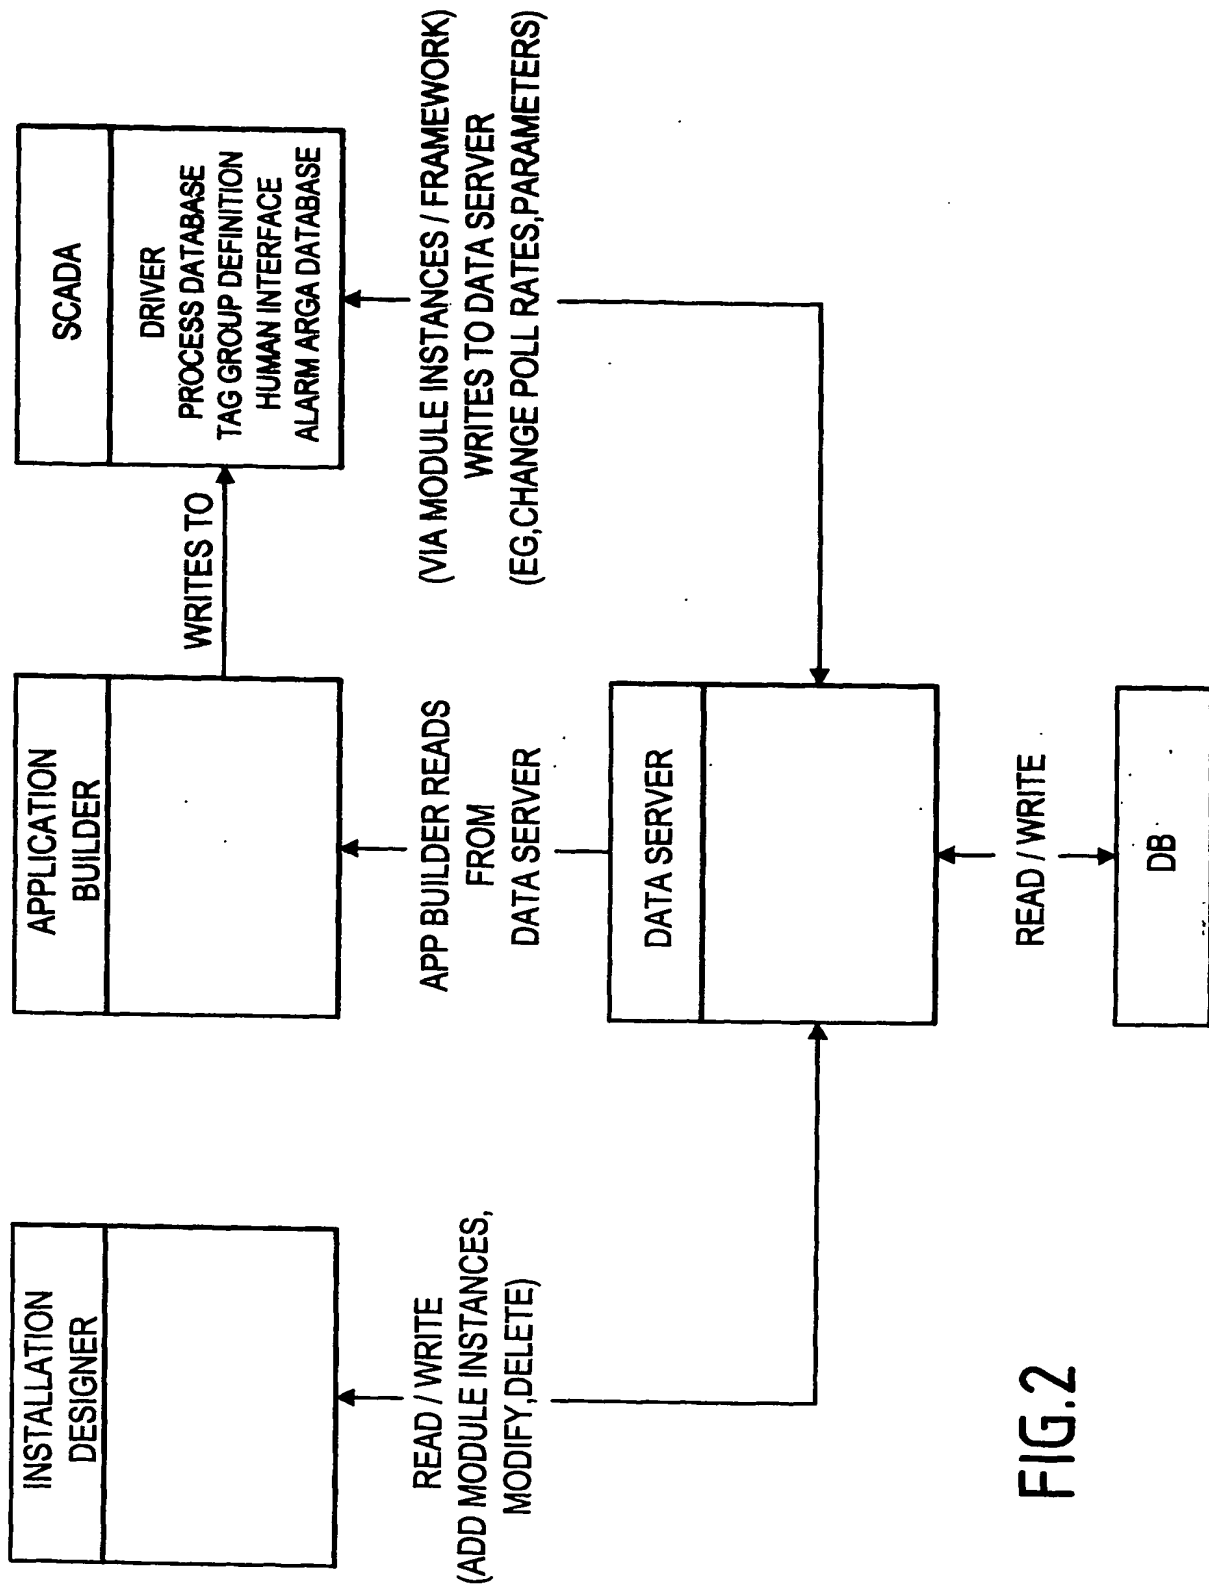 INSTALLATION
DESIGNER
APPLICATION
BUILDER
SCADA
DRIVER
PROCESS DATABASE
TAG GROUP DEFINITION
HUMAN INTERFACE
ALARM ARGA DATABASE
WRITES TO
READ / WRITE
(ADD MODULE INSTANCES,
MODIFY,DELETE)
APP BUILDER READS
FROM
DATA SERVER
(VIA MODULE INSTANCES / FRAMEWORK)
WRITES TO DATA SERVER
(EG,CHANGE POLL RATES,PARAMETERS)
DATA SERVER
READ / WRITE
DB
FIG.2